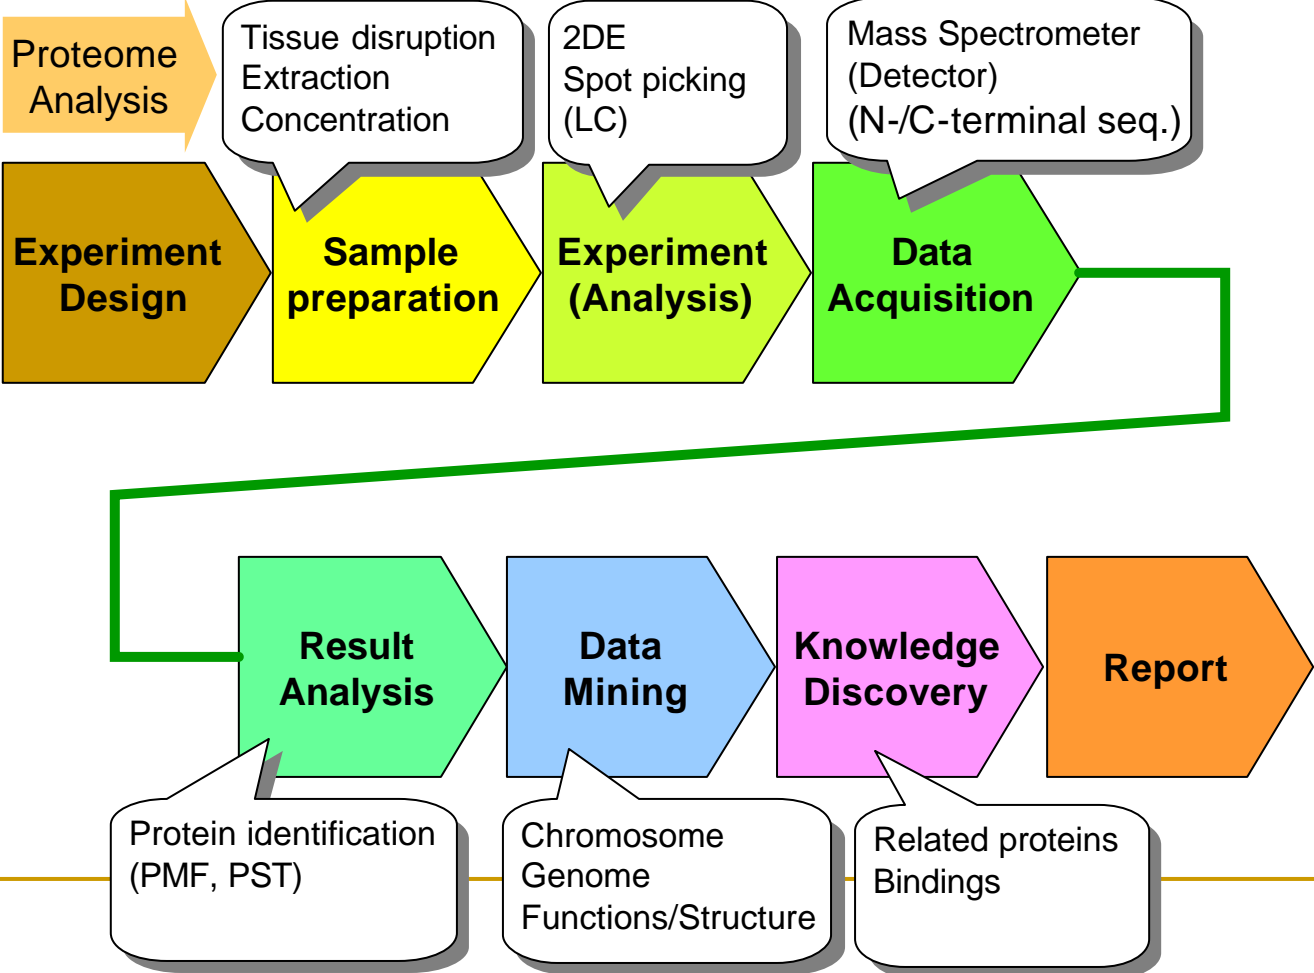 Proteome
Analysis
Tissue disruption
Extraction
Concentration
2DE
Spot picking
(LC)
Mass Spectrometer
(Detector)
(N-/C-terminal seq.)
Experiment
Design
Sample
preparation
Experiment
(Analysis)
Data
Acquisition
Result
Analysis
Data
Mining
Knowledge
Discovery
Report
Protein identification
(PMF, PST)
Chromosome
Genome
Functions/Structure
Related proteins
Bindings